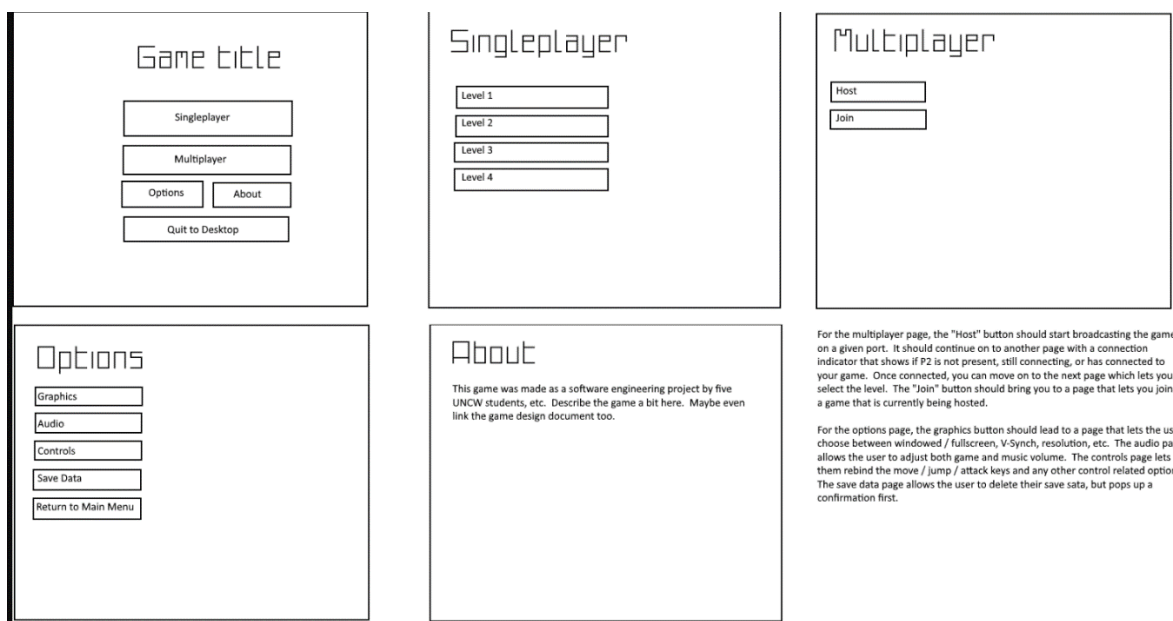 Game title
Singleplayer
Multiplayer
Options
About
Quit to Desktop
Singleplayer
Level 1
Level 2
Level 3
Level 4
Multiplayer
Host
Join
Options
Graphics
Audio
Controls
Save Data
Return to Main Menu
About
This game was made as a software engineering project by five
UNCW students, etc. Describe the game a bit here. Maybe even
link the game design document too.
For the multiplayer page, the "Host" button should start broadcasting the game
on a given port. It should continue on to another page with a connection
indicator that shows if P2 is not present, still connecting, or has connected to
your game. Once connected, you can move on to the next page which lets you
select the level. The "Join" button should bring you to a page that lets you join
a game that is currently being hosted.
For the options page, the graphics button should lead to a page that lets the
choose between windowed / fullscreen, V-Synch, resolution, etc. The audio
allows the user to adjust both game and music volume. The controls page lets
them rebind the move / jump / attack keys and any other control related
The save data page allows the user to delete their save sata, but pops up a
confirmation first.